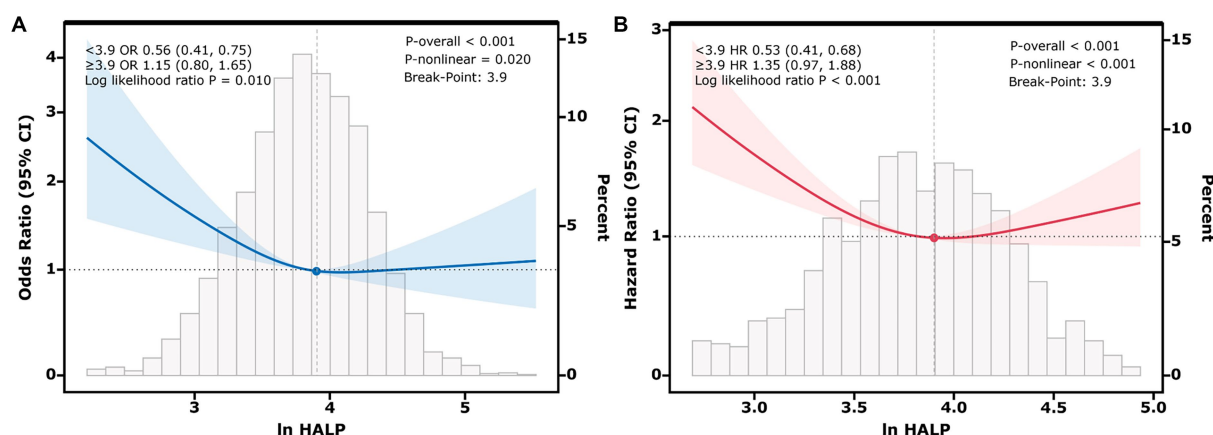 A
<3.9 OR 0.56 (0.41, 0.75)
≥3.9 OR 1.15 (0.80, 1.65)
Log likelihood ratio P = 0.010
P-overall < 0.001
P-nonlinear = 0.020
Break-Point: 3.9
Odds Ratio (95% CI)
4
3
2
1
0
15
10
5
0
Percent
3
4
5
ln HALP
B
<3.9 HR 0.53 (0.41, 0.68)
≥3.9 HR 1.35 (0.97, 1.88)
Log likelihood ratio P < 0.001
P-overall < 0.001
P-nonlinear < 0.001
Break-Point: 3.9
Hazard Ratio (95% CI)
3
2
1
0
15
10
5
0
Percent
3.0
3.5
4.0
4.5
5.0
ln HALP